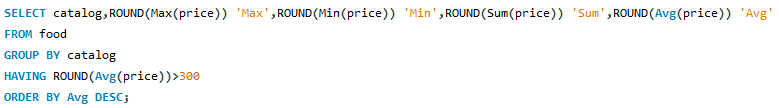 SELECT catalog,ROUND(Max(price)) 'Max',ROUND(Min(price)) 'Min',ROUND(Sum(price)) 'Sum',ROUND(Avg(price)) 'Avg'
FROM food
GROUP BY catalog
HAVING ROUND(Avg(price))>300
ORDER BY Avg DESC;